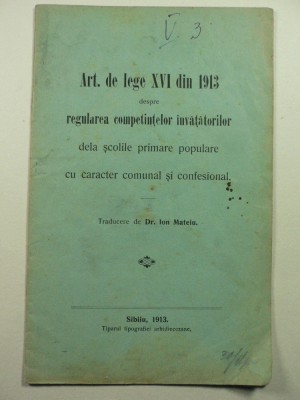 V. 3
Art. de lege XVI din 1913
despre
regularea competințelor învățătorilor
dela școlile primare populare
cu caracter comunal și confesional.
Traducere de Dr. Ion Mateiu.
Sibiiu, 1913.
Tiparul tipografiei arhidiecezane.